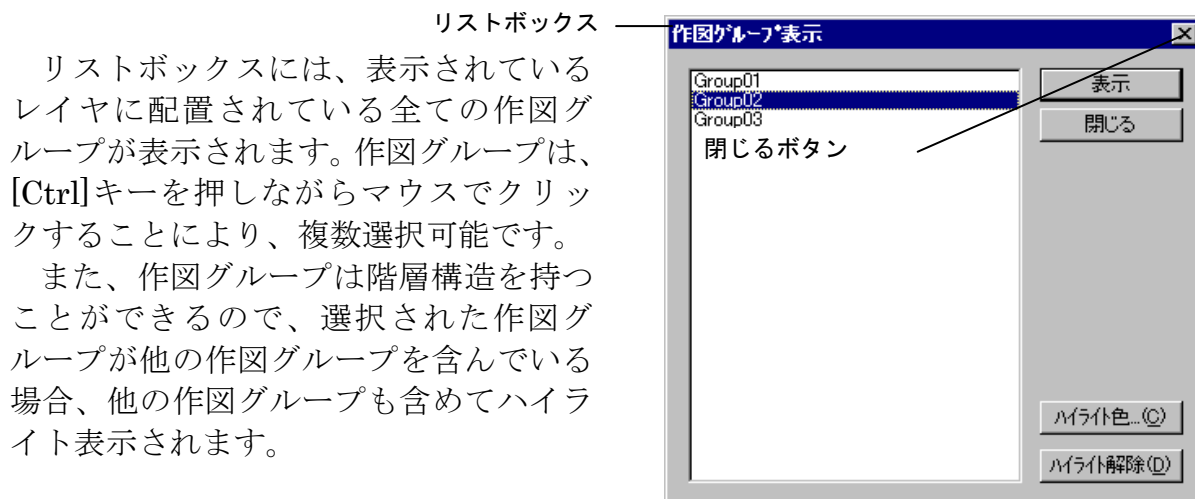 リストボックス
リストボックスには、表示されている
レイヤに配置されている全ての作図グ
ループが表示されます。作図グループは、
[Ctrl]キーを押しながらマウスでクリッ
クすることにより、複数選択可能です。
また、作図グループは階層構造を持つ
ことができるので、選択された作図グ
ループが他の作図グループを含んでいる
場合、他の作図グループも含めてハイラ
イト表示されます。
作図ｸﾞﾙｰﾌﾟ表示
Group01
Group02
Group03
閉じるボタン
表示
閉じる
ﾊｲﾗｲﾄ色...(C)
ﾊｲﾗｲﾄ解除(D)